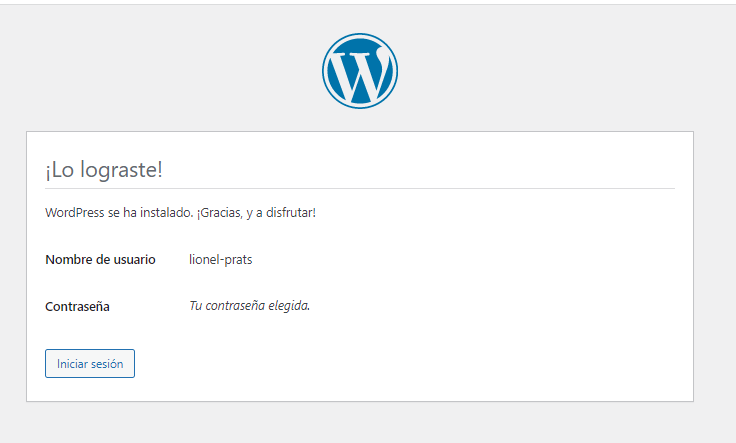 ¡Lo lograste!
WordPress se ha instalado. ¡Gracias, y a disfrutar!
Nombre de usuario lionel-prats
Contraseña Tu contraseña elegida.
Iniciar sesión